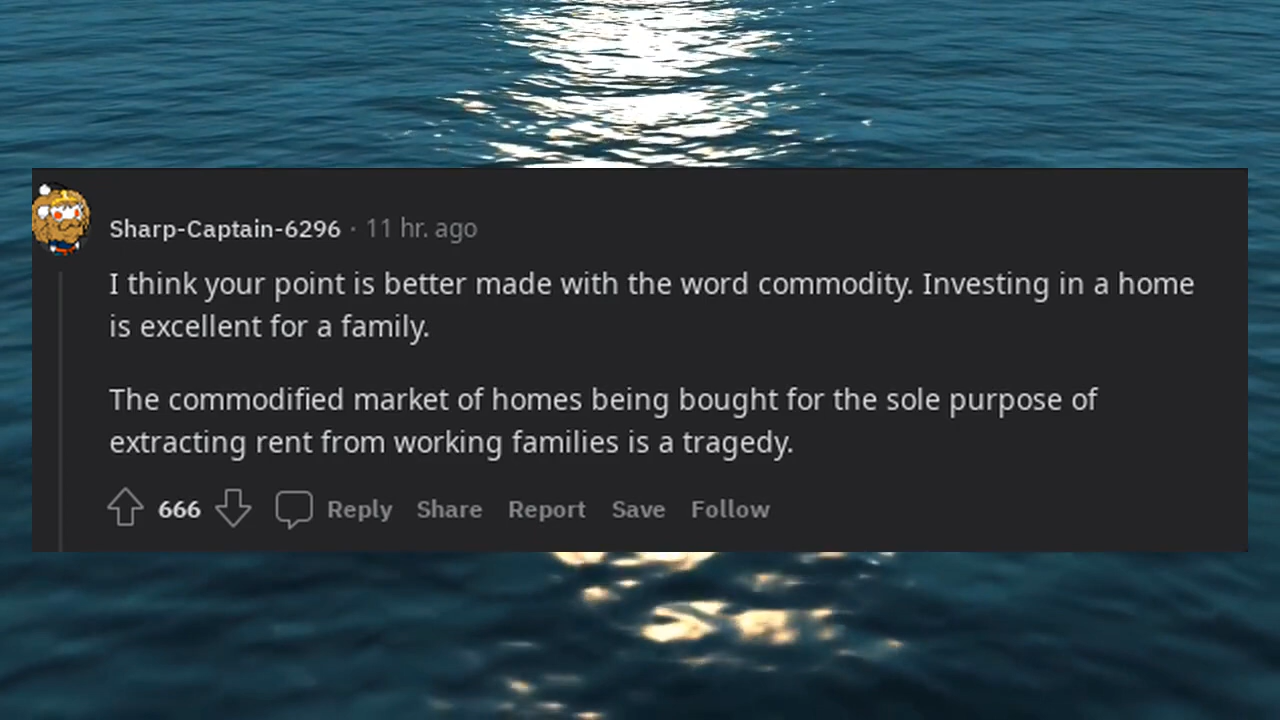 Sharp-Captain-6296 · 11 hr. ago
I think your point is better made with the word commodity. Investing in a home
is excellent for a family.
The commodified market of homes being bought for the sole purpose of
extracting rent from working families is a tragedy.
666 Reply Share Report Save Follow